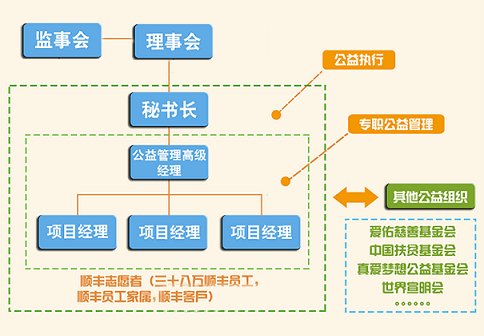 监事会
理事会
公益执行
秘书长
专职公益管理
公益管理高级
经理
其他公益组织
项目经理
项目经理
项目经理
爱佑慈善基金会
中国扶贫基金会
真爱梦想公益基金会
世界宣明会
······
顺丰志愿者（三十八万顺丰员工，
顺丰员工家属，顺丰客户）